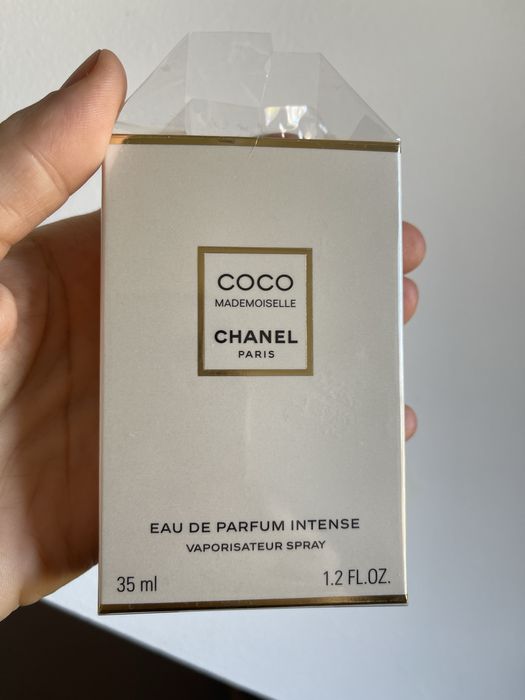 COCO
MADEMOISELLE
CHANEL
PARIS
EAU DE PARFUM INTENSE
VAPORISATEUR SPRAY
35 ml 1.2 FL.OZ.